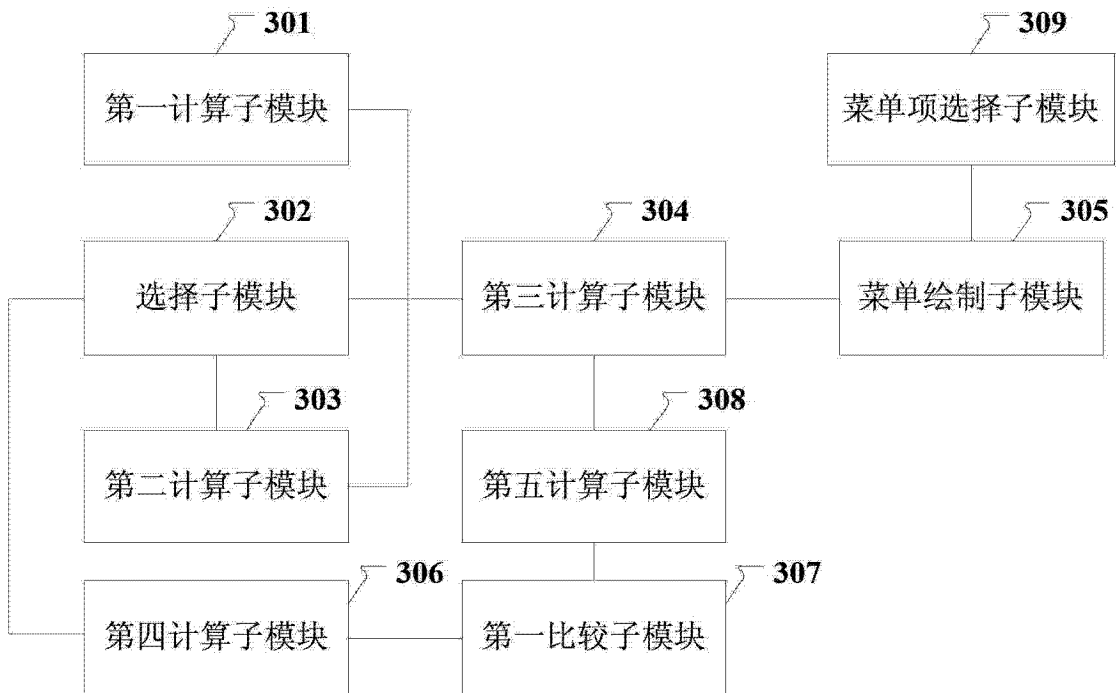 301
第一计算子模块
309
菜单项选择子模块
302
选择子模块
304
第三计算子模块
305
菜单绘制子模块
303
第二计算子模块
308
第五计算子模块
306
第四计算子模块
307
第一比较子模块